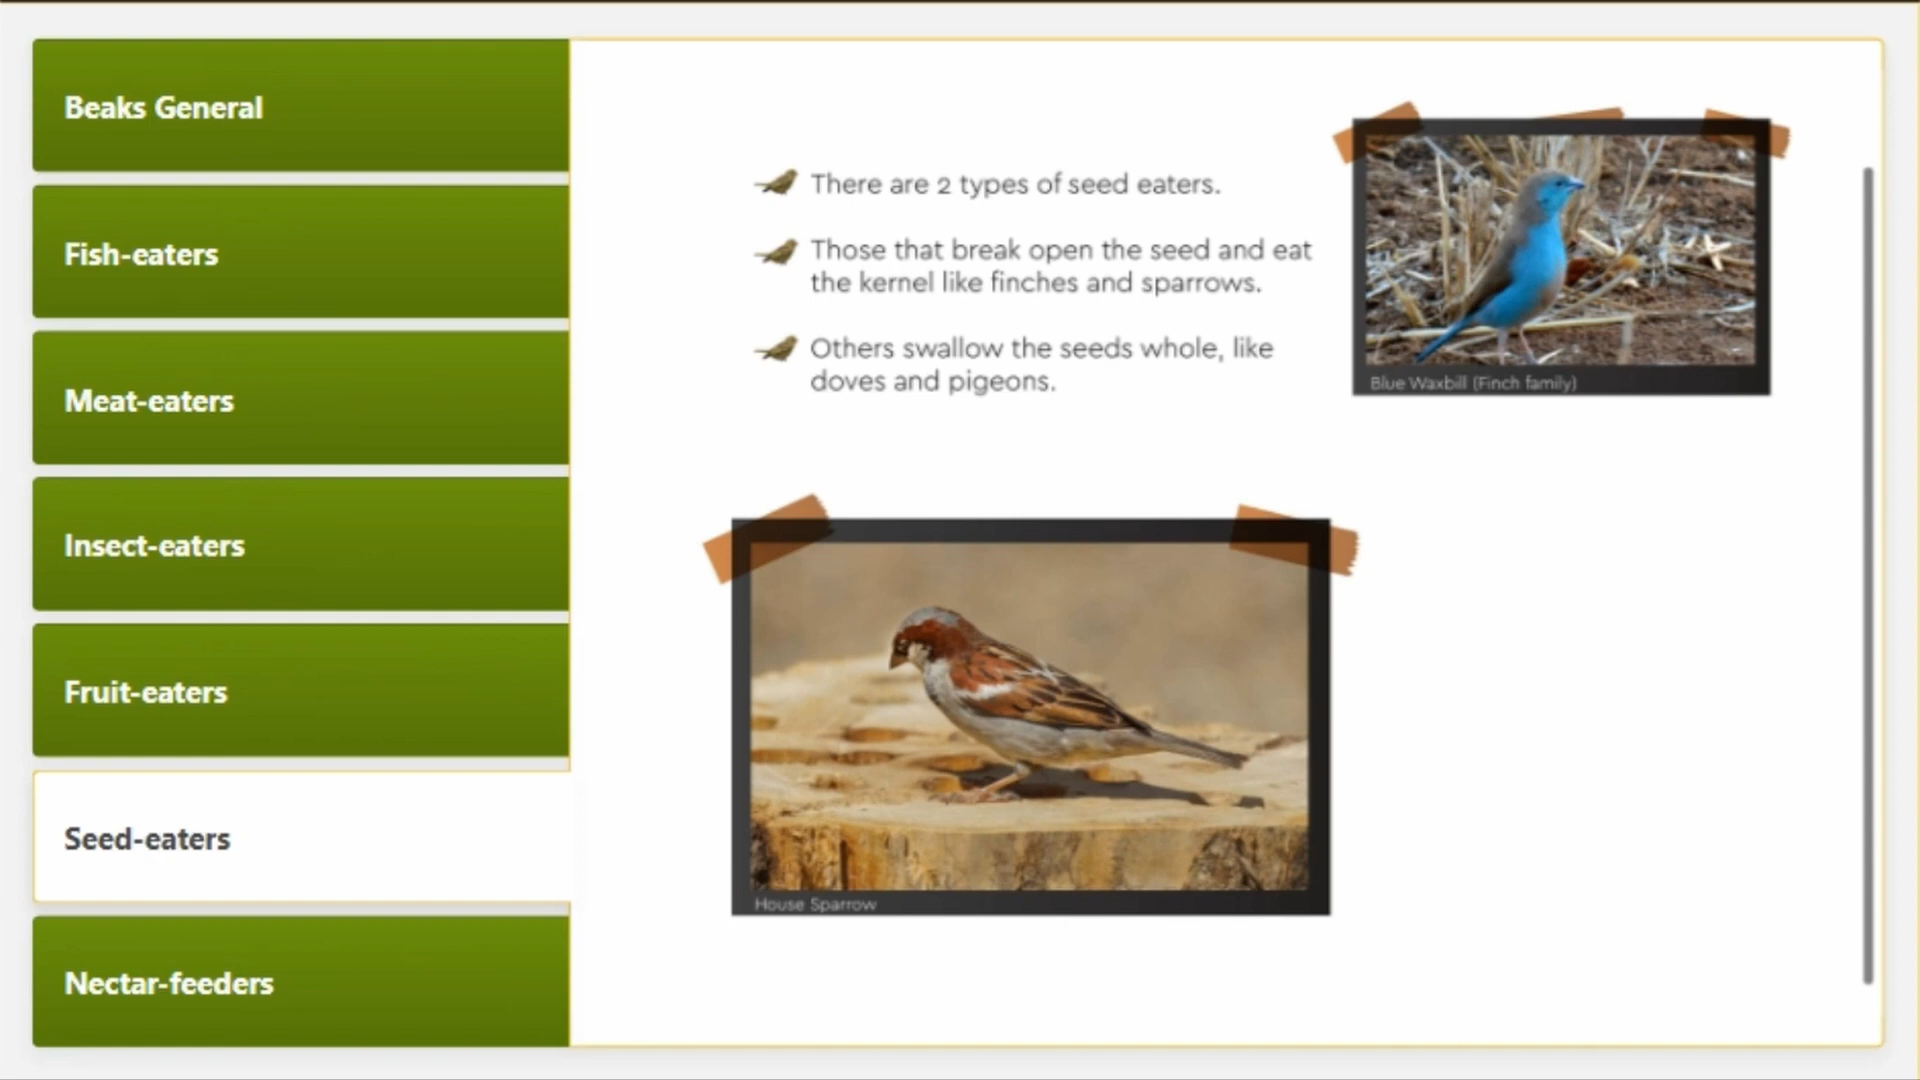 Beaks General
Fish-eaters
Meat-eaters
Insect-eaters
Fruit-eaters
Seed-eaters
Nectar-feeders
There are 2 types of seed eaters.
Those that break open the seed and eat
the kernel like finches and sparrows.
Others swallow the seeds whole, like
doves and pigeons.
Blue Waxbill (Finch family)
House Sparrow